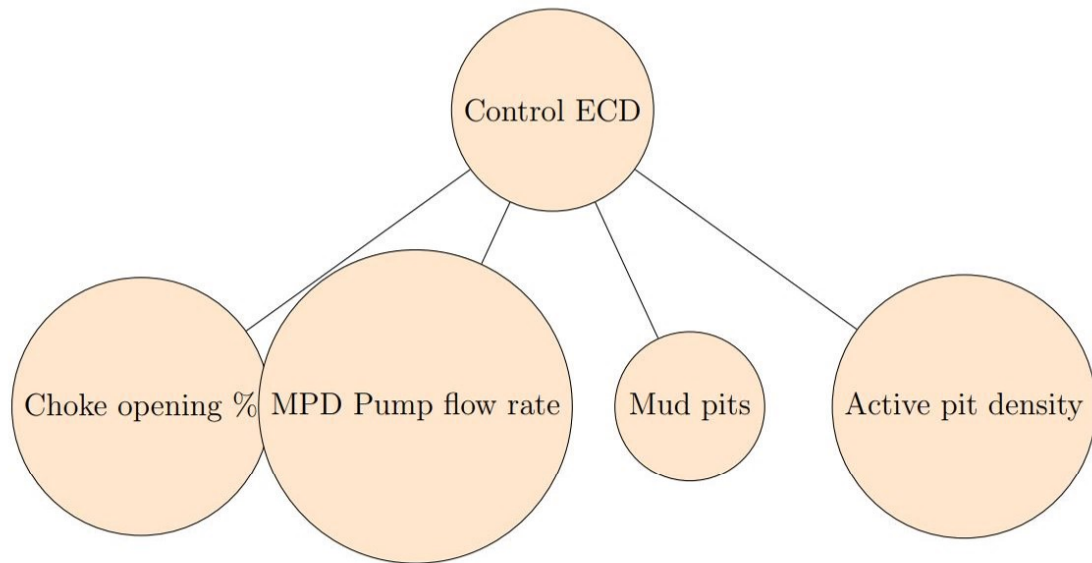 Control ECD
Choke opening %
MPD Pump flow rate
Mud pits
Active pit density